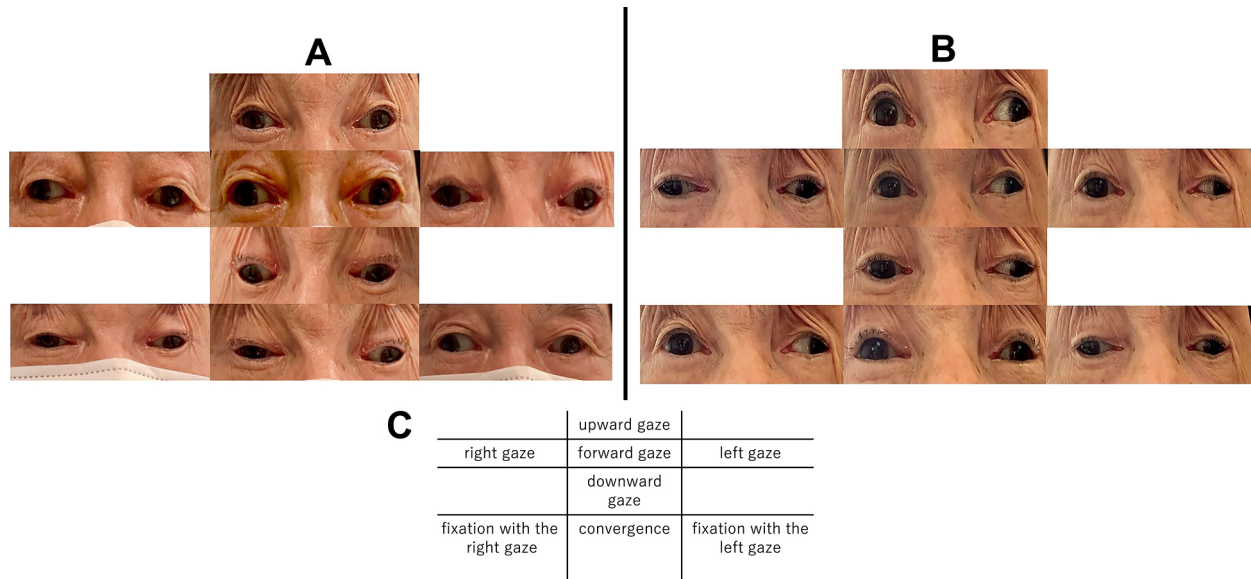 A
B
C
upward gaze
right gaze
forward gaze
left gaze
downward
gaze
fixation with the
right gaze
convergence
fixation with the
left gaze